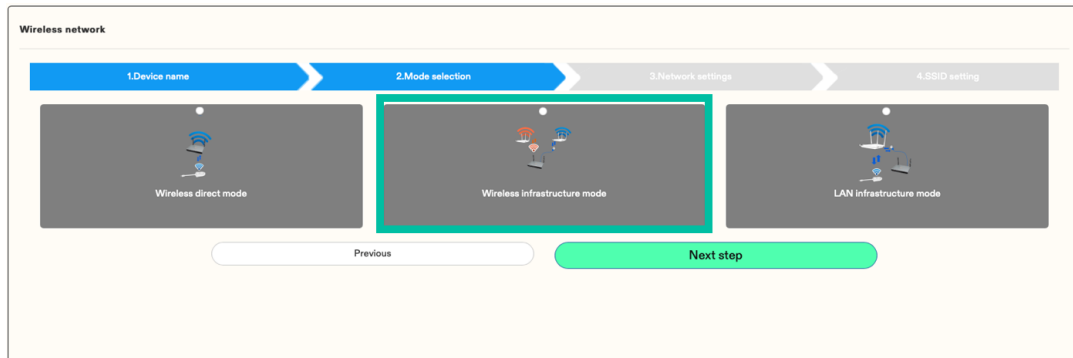 Wireless network
1.Device name
2.Mode selection
3.Network settings
4.SSID setting
Wireless direct mode
Wireless infrastructure mode
LAN infrastructure mode
Previous
Next step